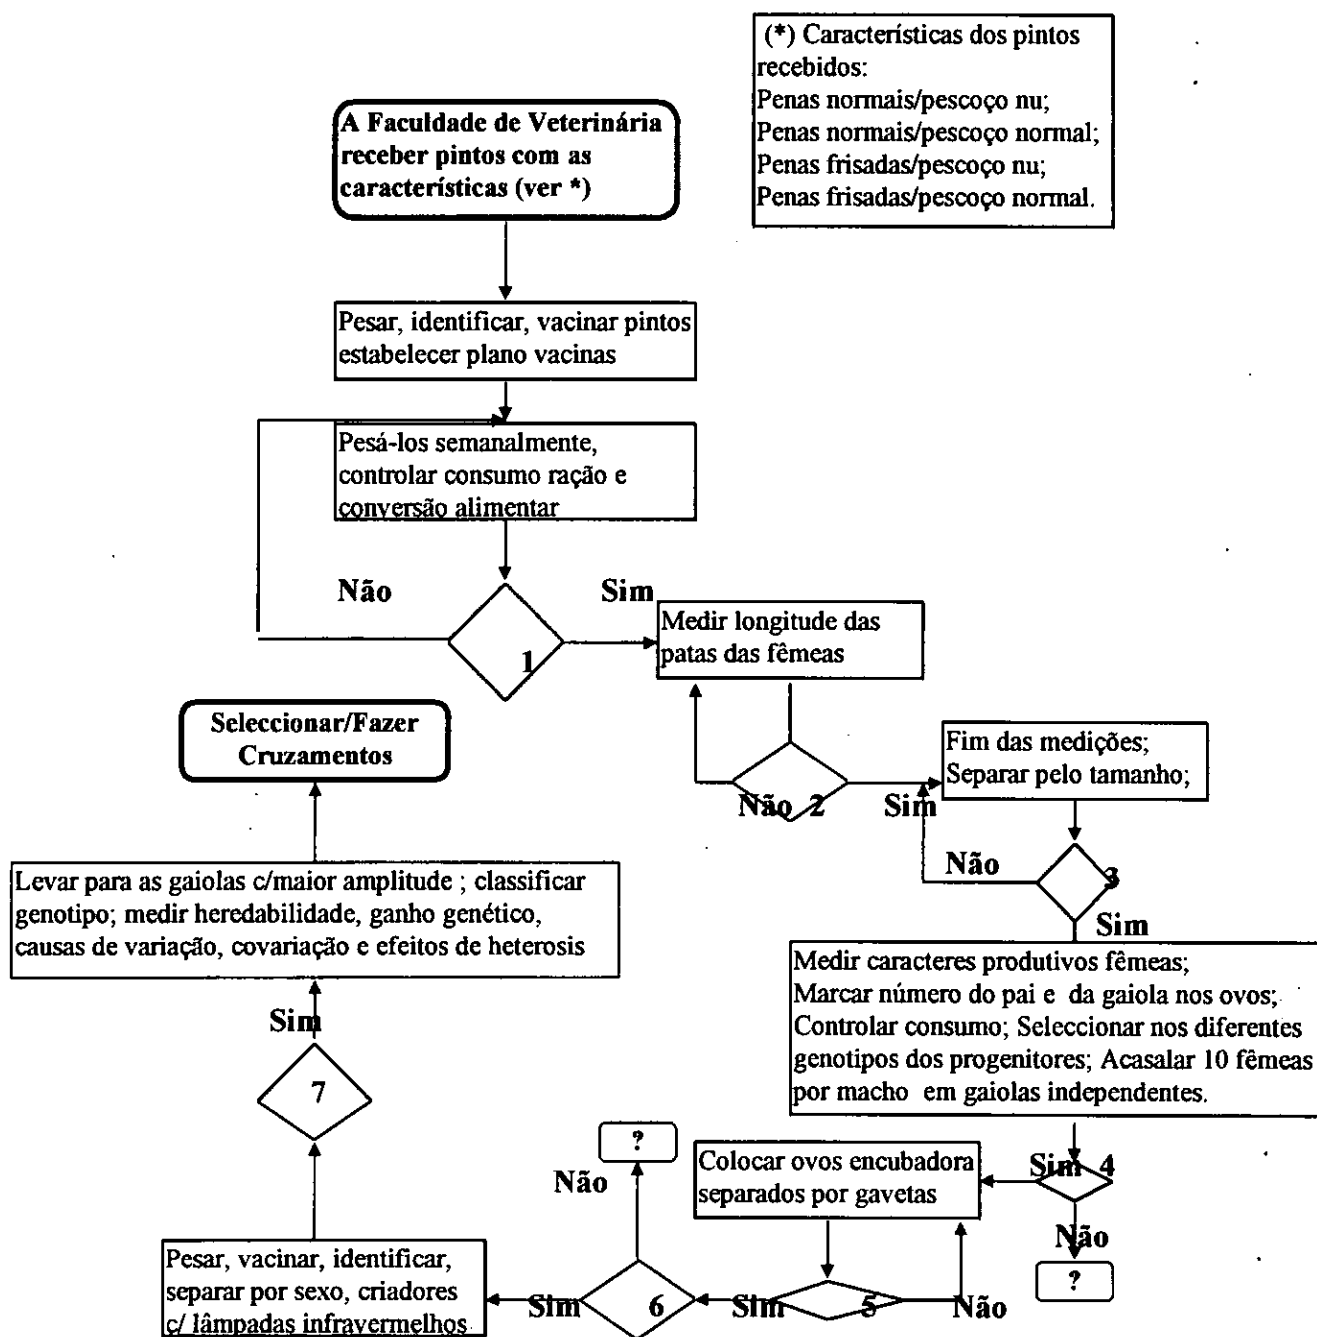 (*) Características dos pintos
recebidos:
Penas normais/pescoço nu;
Penas normais/pescoço normal;
Penas frisadas/pescoço nu;
Penas frisadas/pescoço normal.
A Faculdade de Veterinária
receber pintos com as
características (ver *)
Pesar, identificar, vacinar pintos
estabelecer plano vacinas
Pesá-los semanalmente,
controlar consumo ração e
conversão alimentar
Não
Sim
1
Medir longitude das
patas das fêmeas
Não 2
Sim
Fim das medições;
Separar pelo tamanho;
Não
3
Sim
Medir caracteres produtivos fêmeas;
Marcar número do pai e da gaiola nos ovos;
Controlar consumo; Seleccionar nos diferentes
genotipos dos progenitores; Acasalar 10 fêmeas
por macho em gaiolas independentes.
Sim 4
Não
?
Colocar ovos encubadora
separados por gavetas
Sim
5
Não
?
Não
6
Sim
Pesar, vacinar, identificar,
separar por sexo, criadores
c/ lâmpadas infravermelhos
7
Sim
Levar para as gaiolas c/maior amplitude ; classificar
genotipo; medir heredabilidade, ganho genético,
causas de variação, covariação e efeitos de heterosis
Seleccionar/Fazer
Cruzamentos